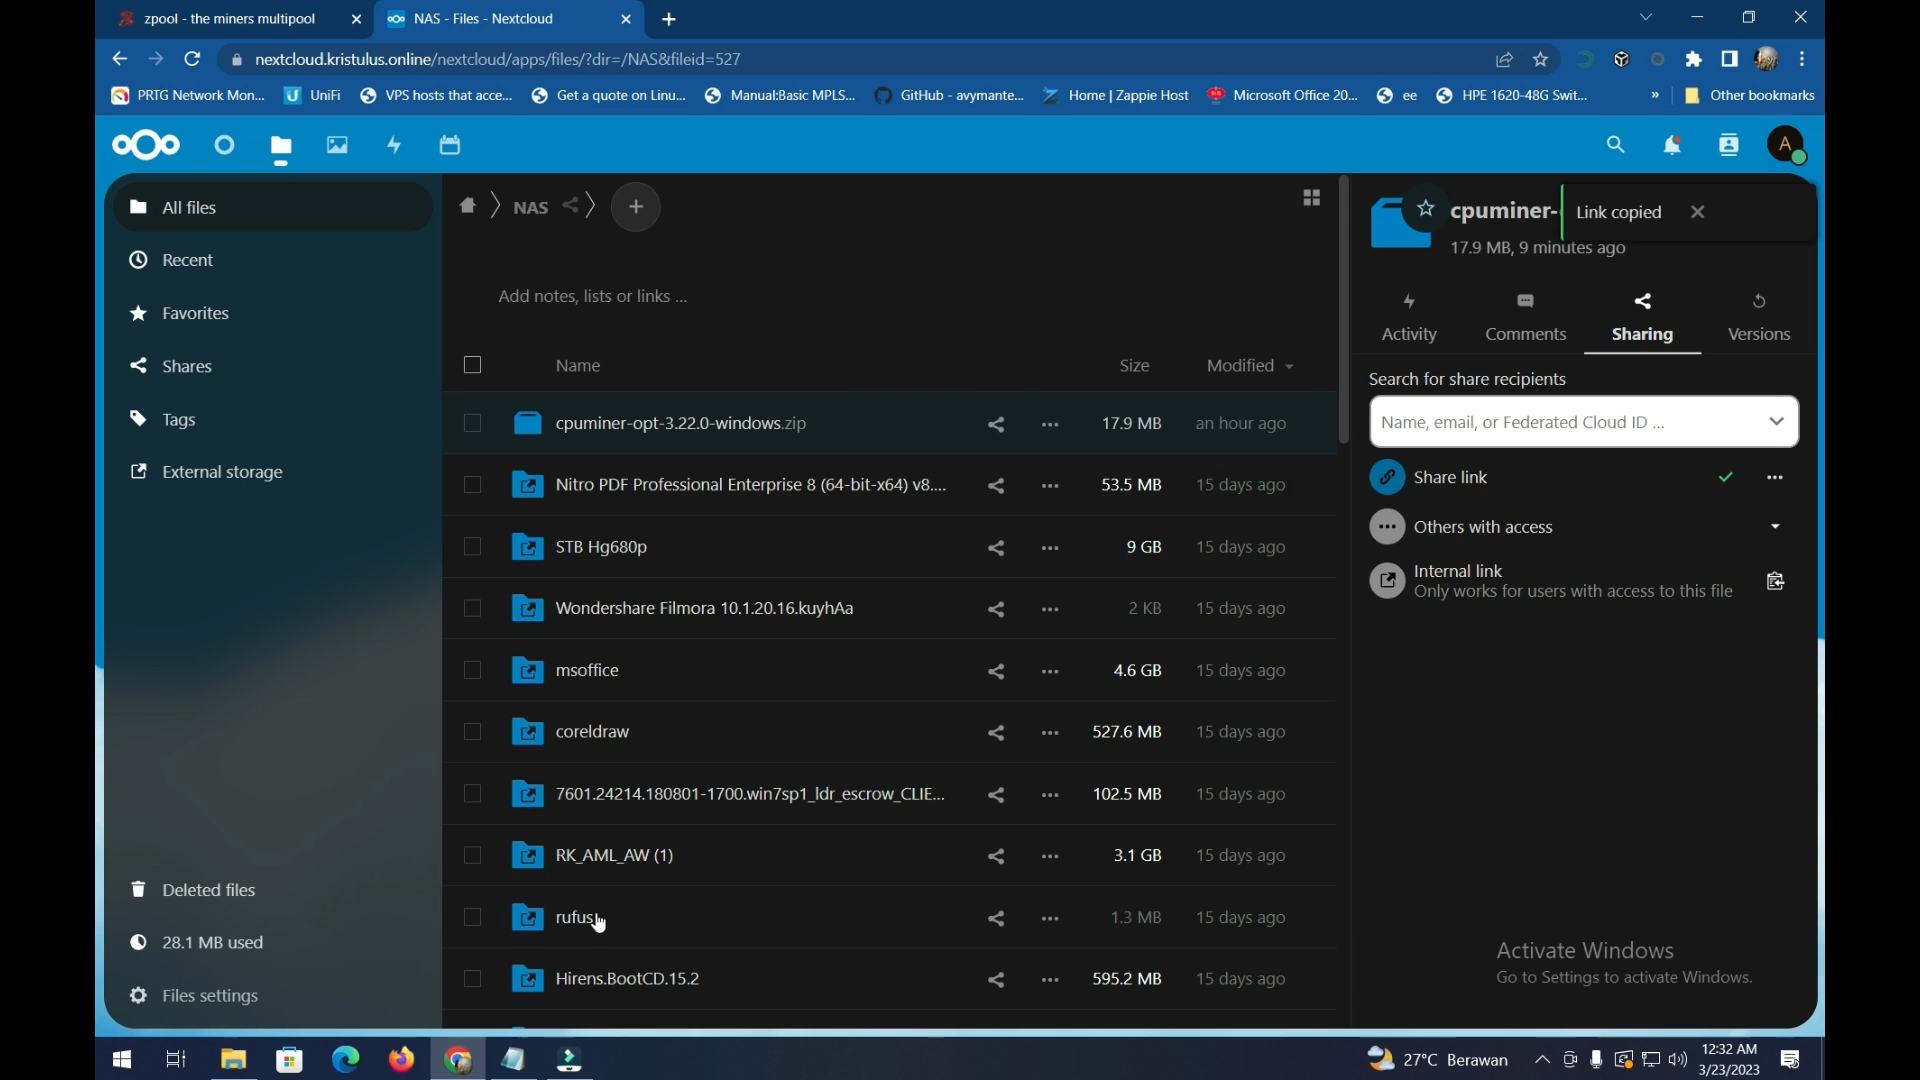 zpool - the miners multipool
NAS - Files - Nextcloud
nextcloud.kristulus.online/nextcloud/apps/files/?dir=/NAS&fileid=527
PRTG Network Mon...
UniFi
VPS hosts that acce...
Get a quote on Linu...
Manual:Basic MPLS...
GitHub - avymante...
Home | Zappie Host
Microsoft Office 20...
ee
HPE 1620-48G Swit...
»
Other bookmarks
A
All files
Recent
Favorites
Shares
Tags
External storage
Deleted files
28.1 MB used
Files settings
NAS
Add notes, lists or links ...
Name Size Modified
cpuminer-opt-3.22.0-windows.zip 17.9 MB an hour ago
Nitro PDF Professional Enterprise 8 (64-bit-x64) v8.... 53.5 MB 15 days ago
STB Hg680p 9 GB 15 days ago
Wondershare Filmora 10.1.20.16.kuyhAa 2 KB 15 days ago
msoffice 4.6 GB 15 days ago
coreldraw 527.6 MB 15 days ago
7601.24214.180801-1700.win7sp1_ldr_escrow_CLIE... 102.5 MB 15 days ago
RK_AML_AW (1) 3.1 GB 15 days ago
rufus 1.3 MB 15 days ago
Hirens.BootCD.15.2 595.2 MB 15 days ago
cpuminer-
Link copied
17.9 MB, 9 minutes ago
Activity
Comments
Sharing
Versions
Search for share recipients
Name, email, or Federated Cloud ID ...
Share link
Others with access
Internal link
Only works for users with access to this file
Activate Windows
Go to Settings to activate Windows.
27°C Berawan
12:32 AM
3/23/2023